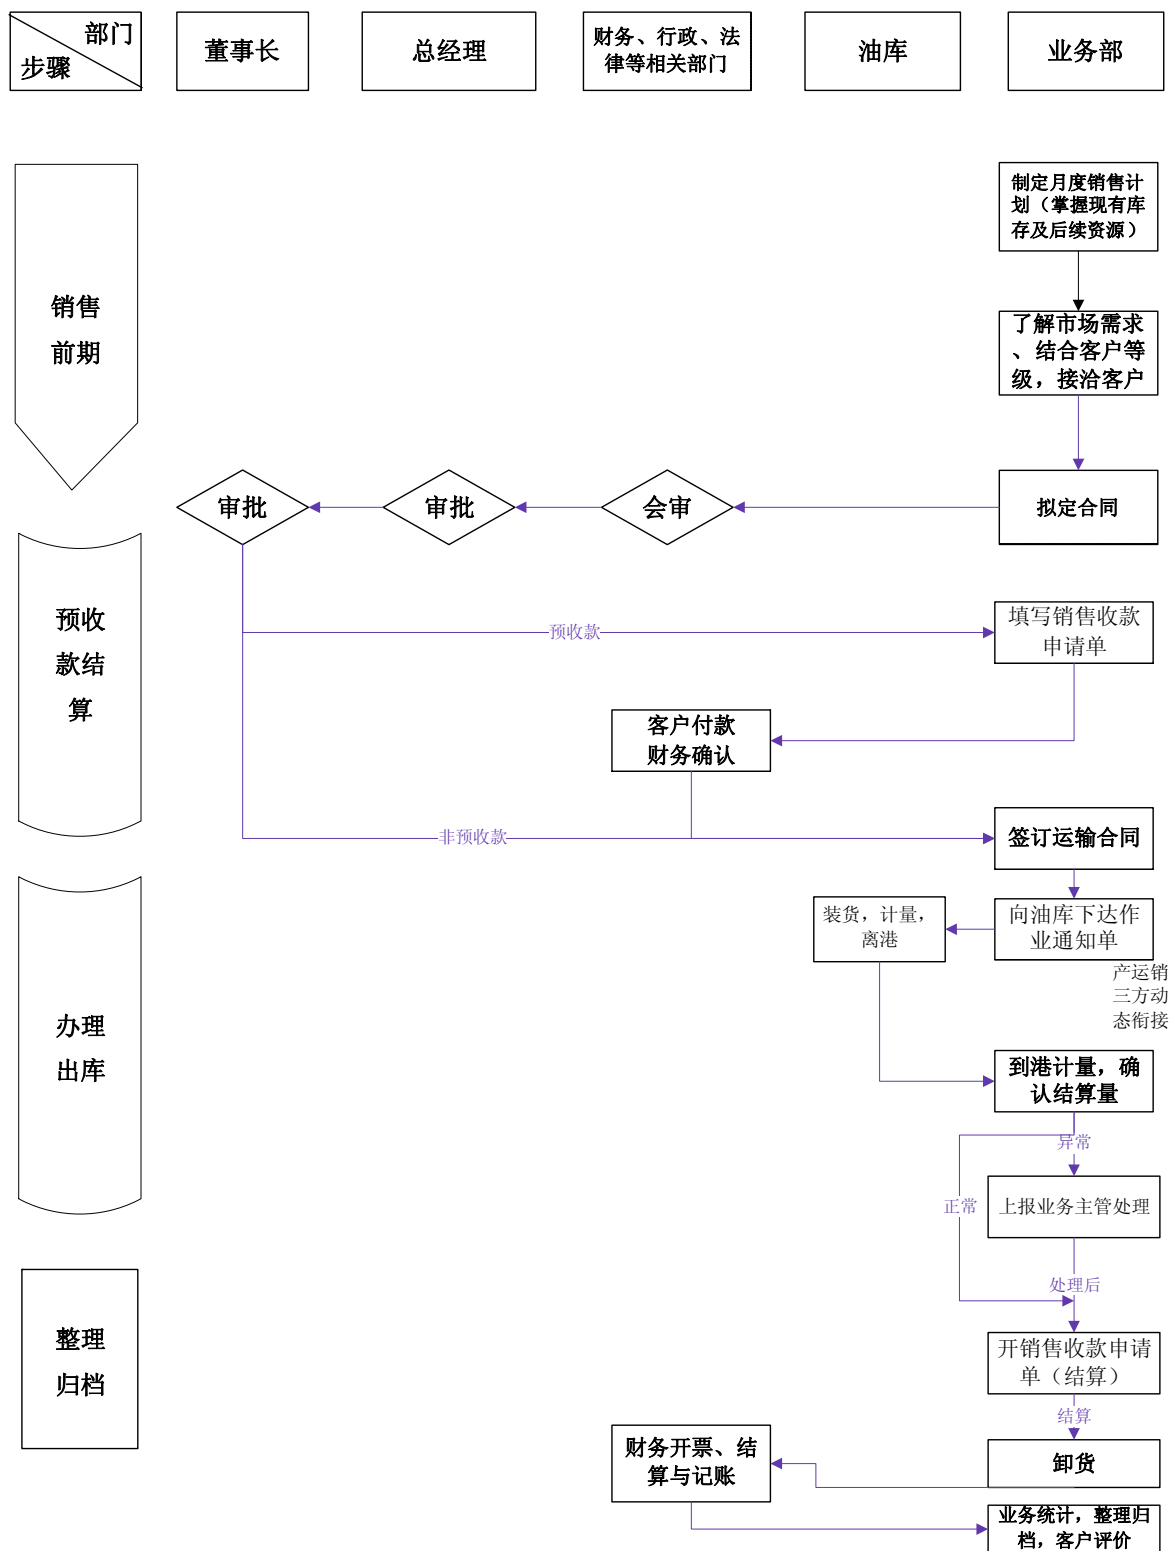 部门
步骤
董事长
总经理
财务、行政、法
律等相关部门
油库
业务部
制定月度销售计
划（掌握现有库
存及后续资源）
销售
前期
了解市场需求
、结合客户等
级，接洽客户
审批
审批
会审
拟定合同
预收
款结
算
预收款
填写销售收款
申请单
客户付款
财务确认
非预收款
签订运输合同
装货，计量，
离港
向油库下达作
业通知单
产运销
三方动
态衔接
办理
出库
到港计量，确
认结算量
异常
正常
上报业务主管处理
处理后
整理
归档
开销售收款申请
单（结算）
结算
财务开票、结
算与记账
卸货
业务统计，整理归
档，客户评价